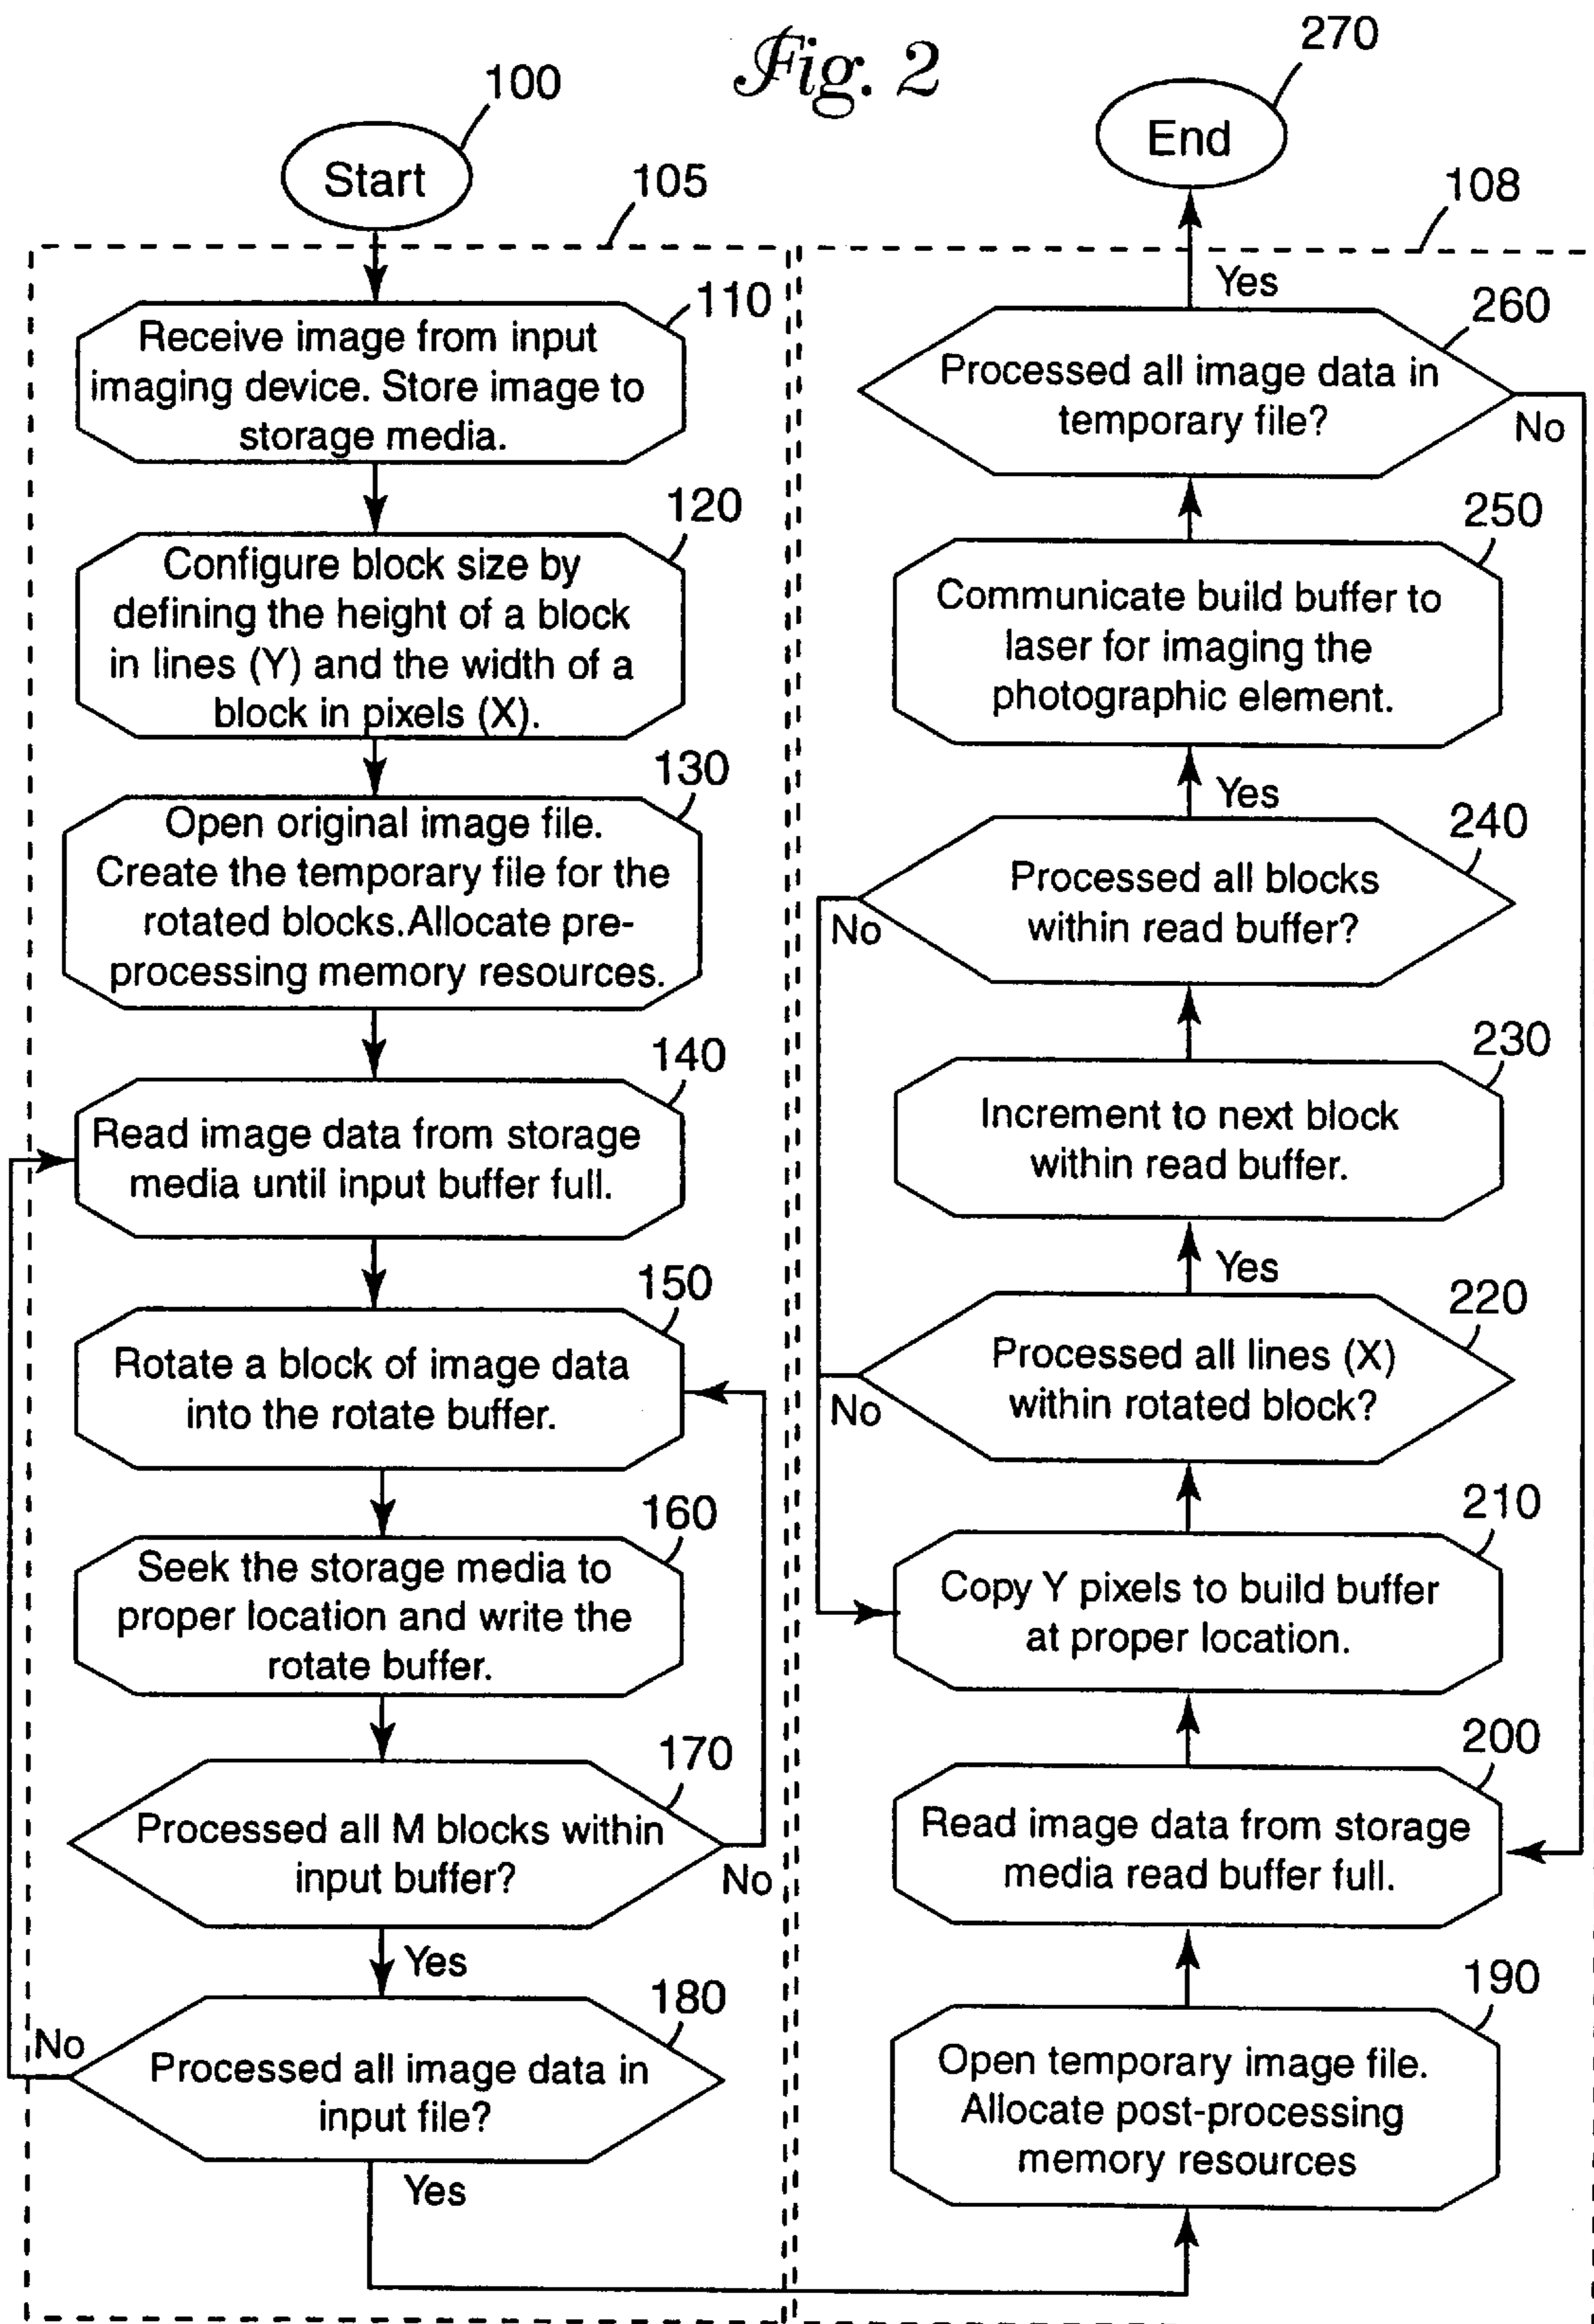 Fig. 2
100
Start
105
110
Receive image from input
imaging device. Store image to
storage media.
120
Configure block size by
defining the height of a block
in lines (Y) and the width of a
block in pixels (X).
130
Open original image file.
Create the temporary file for the
rotated blocks.Allocate pre-
processing memory resources.
140
Read image data from storage
media until input buffer full.
150
Rotate a block of image data
into the rotate buffer.
160
Seek the storage media to
proper location and write the
rotate buffer.
170
Processed all M blocks within
input buffer?
No
Yes
180
No
Processed all image data in
input file?
Yes
270
End
108
Yes
260
Processed all image data in
temporary file?
No
250
Communicate build buffer to
laser for imaging the
photographic element.
Yes
240
Processed all blocks
within read buffer?
No
230
Increment to next block
within read buffer.
Yes
220
Processed all lines (X)
within rotated block?
No
210
Copy Y pixels to build buffer
at proper location.
200
Read image data from storage
media read buffer full.
190
Open temporary image file.
Allocate post-processing
memory resources